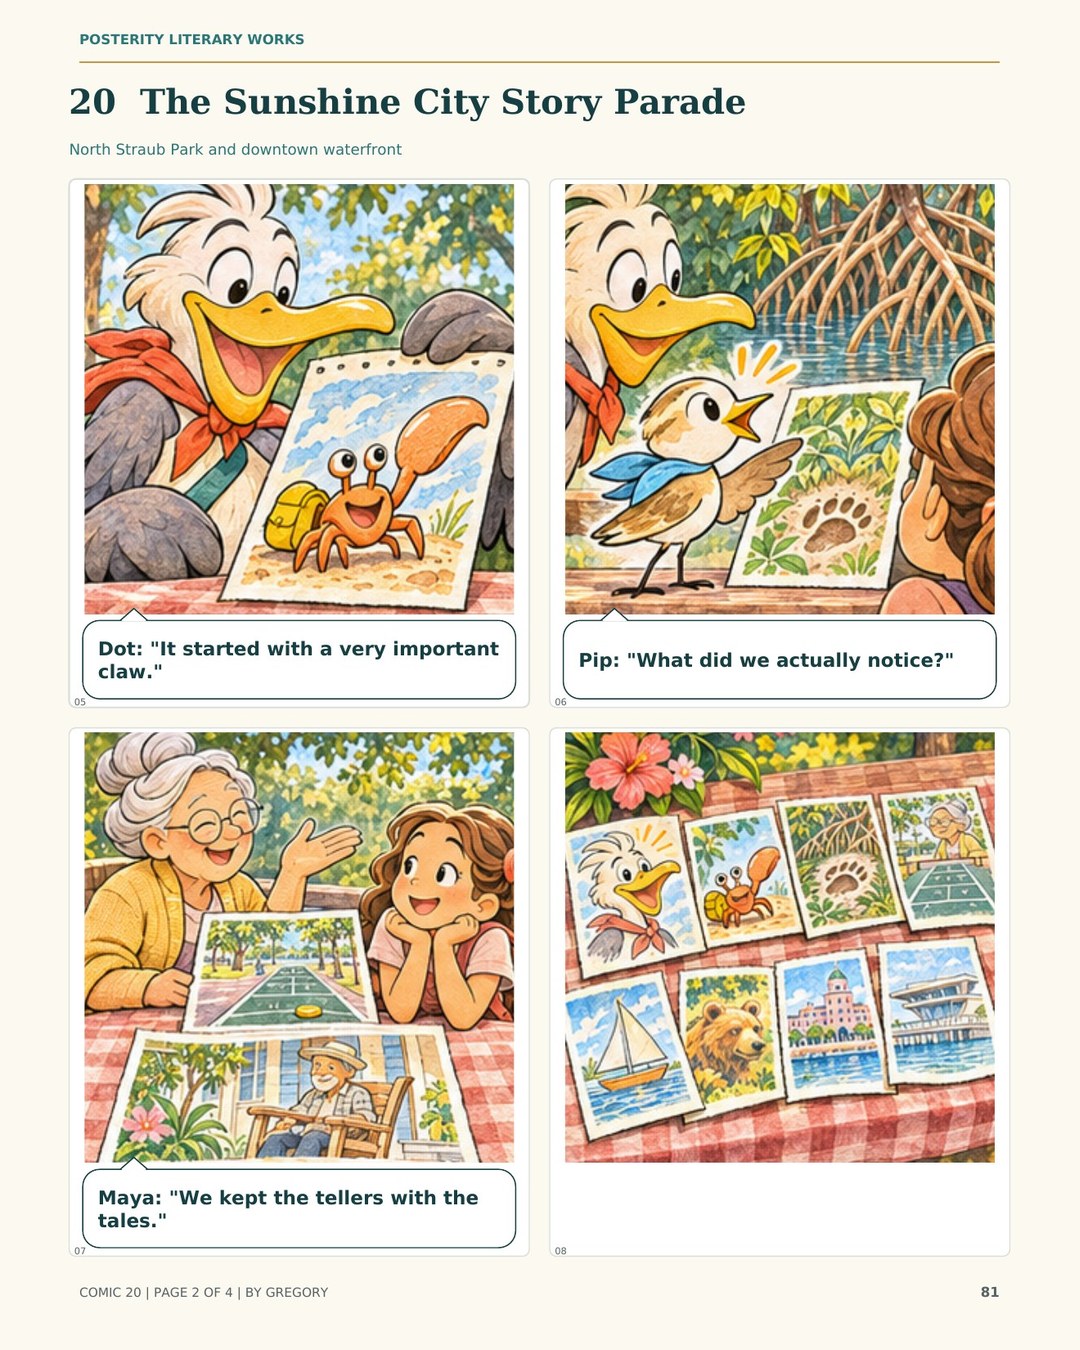 POSTERITY LITERARY WORKS
20 The Sunshine City Story Parade
North Straub Park and downtown waterfront
Dot: "It started with a very important
claw."
05
Pip: "What did we actually notice?"
06
Maya: "We kept the tellers with the
tales."
07
08
COMIC 20 | PAGE 2 OF 4 | BY GREGORY
81